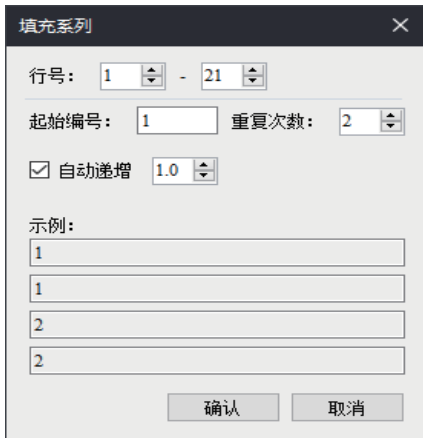 填充系列
行号： 1 - 21
起始编号： 1 重复次数： 2
自动递增 1.0
示例：
1
1
2
2
确认 取消